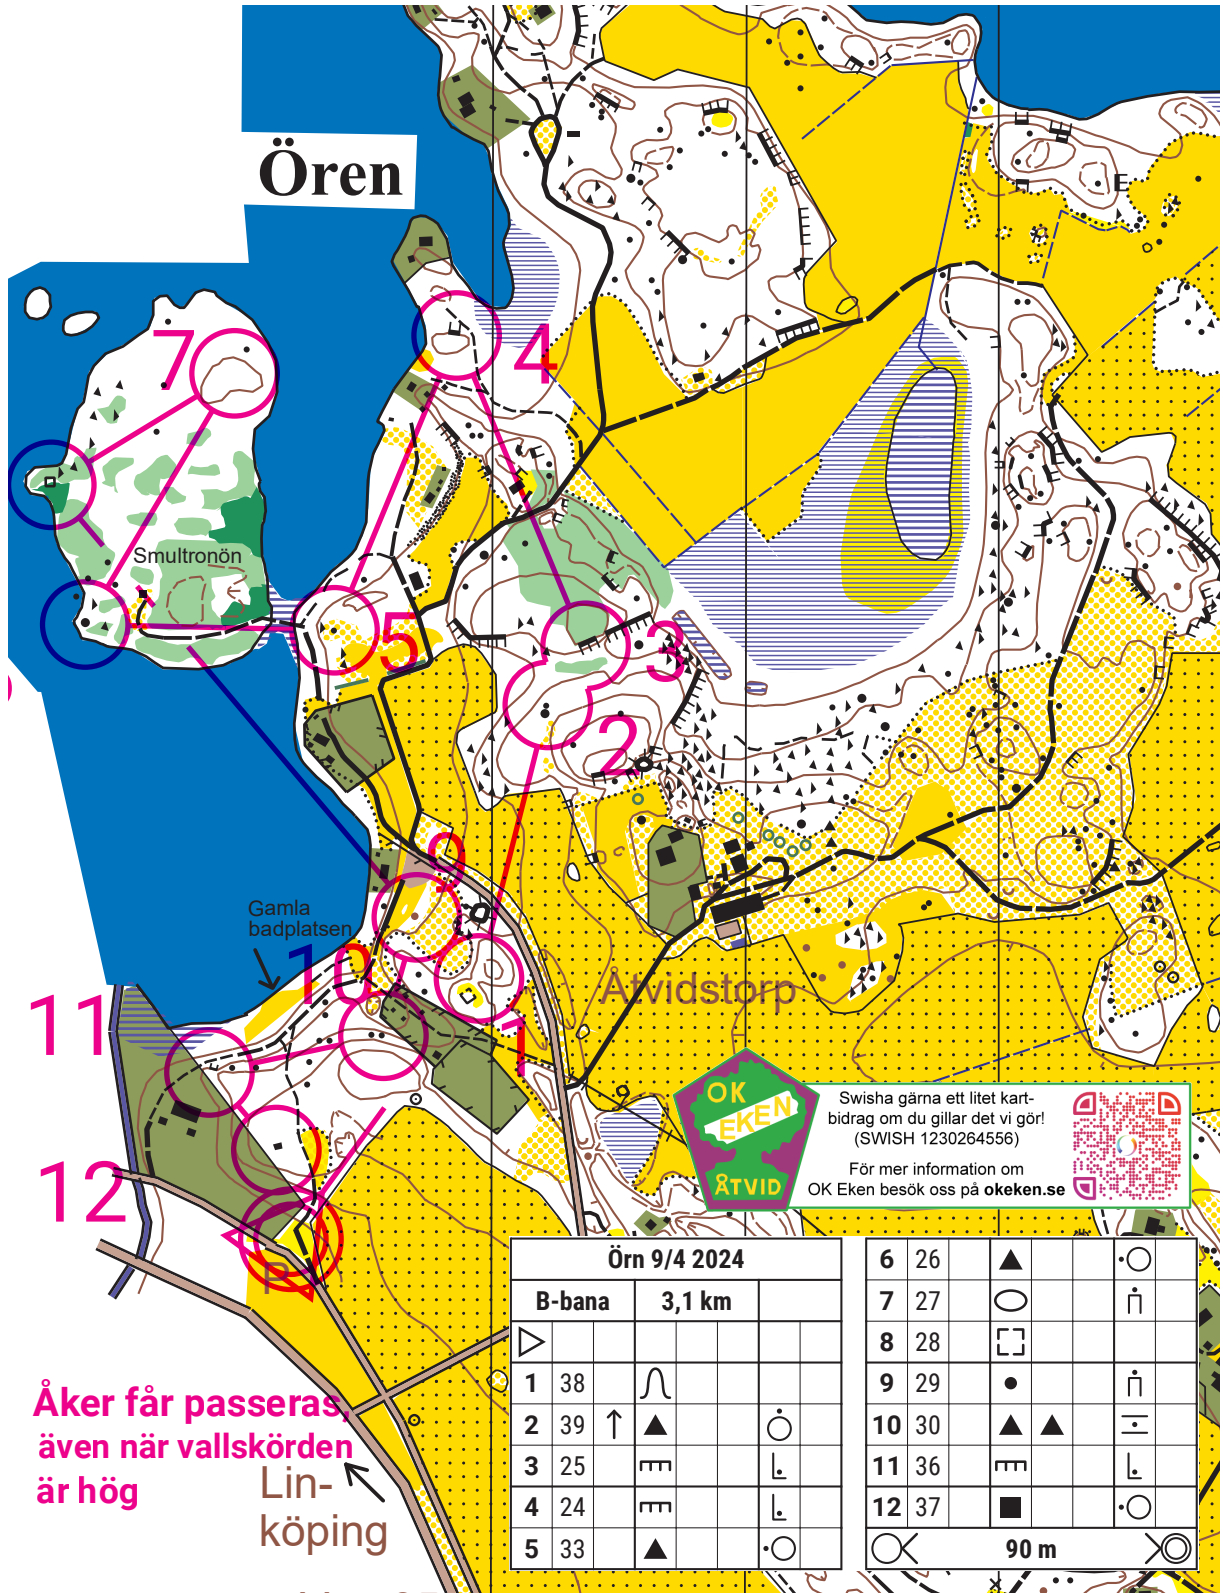 Ören
7
4
Smultronön
5
3
2
9
Gamla
badplatsen
10
Åtvidstorp
11
1
OK
EKEN
ÅTVID
Swisha gärna ett litet kart-
bidrag om du gillar det vi gör!
(SWISH 1230264556)
För mer information om
OK Eken besök oss på okeken.se
12
P
Örn 9/4 2024
B-bana 3,1 km
1 38
2 39
3 25
4 24
5 33
6 26
7 27
8 28
9 29
10 30
11 36
12 37
90 m
Åker får passeras,
även när vallskörden
är hög
Lin-
köping